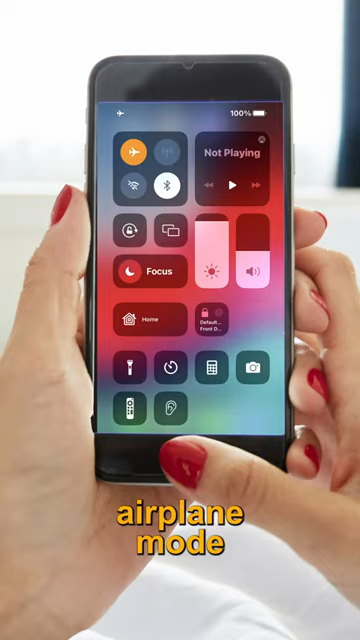 100%
Not Playing
Focus
Home
Default...
Front D...
airplane
mode